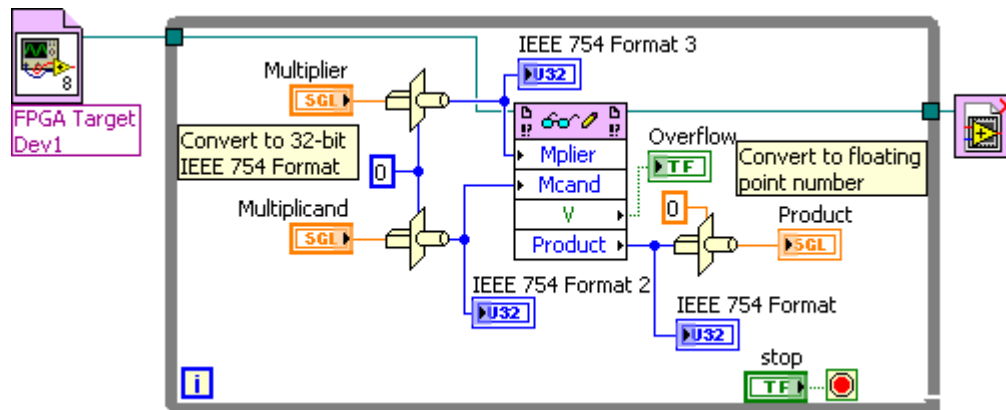 8
FPGA Target
Dev1
IEEE 754 Format 3
U32
Multiplier
SGL
Convert to 32-bit
IEEE 754 Format
0
Multiplicand
SGL
!?
!?
Mplier
Mcand
V
Product
Overflow
TF
Convert to floating
point number
0
Product
SGL
IEEE 754 Format 2
U32
IEEE 754 Format
U32
stop
TF
i